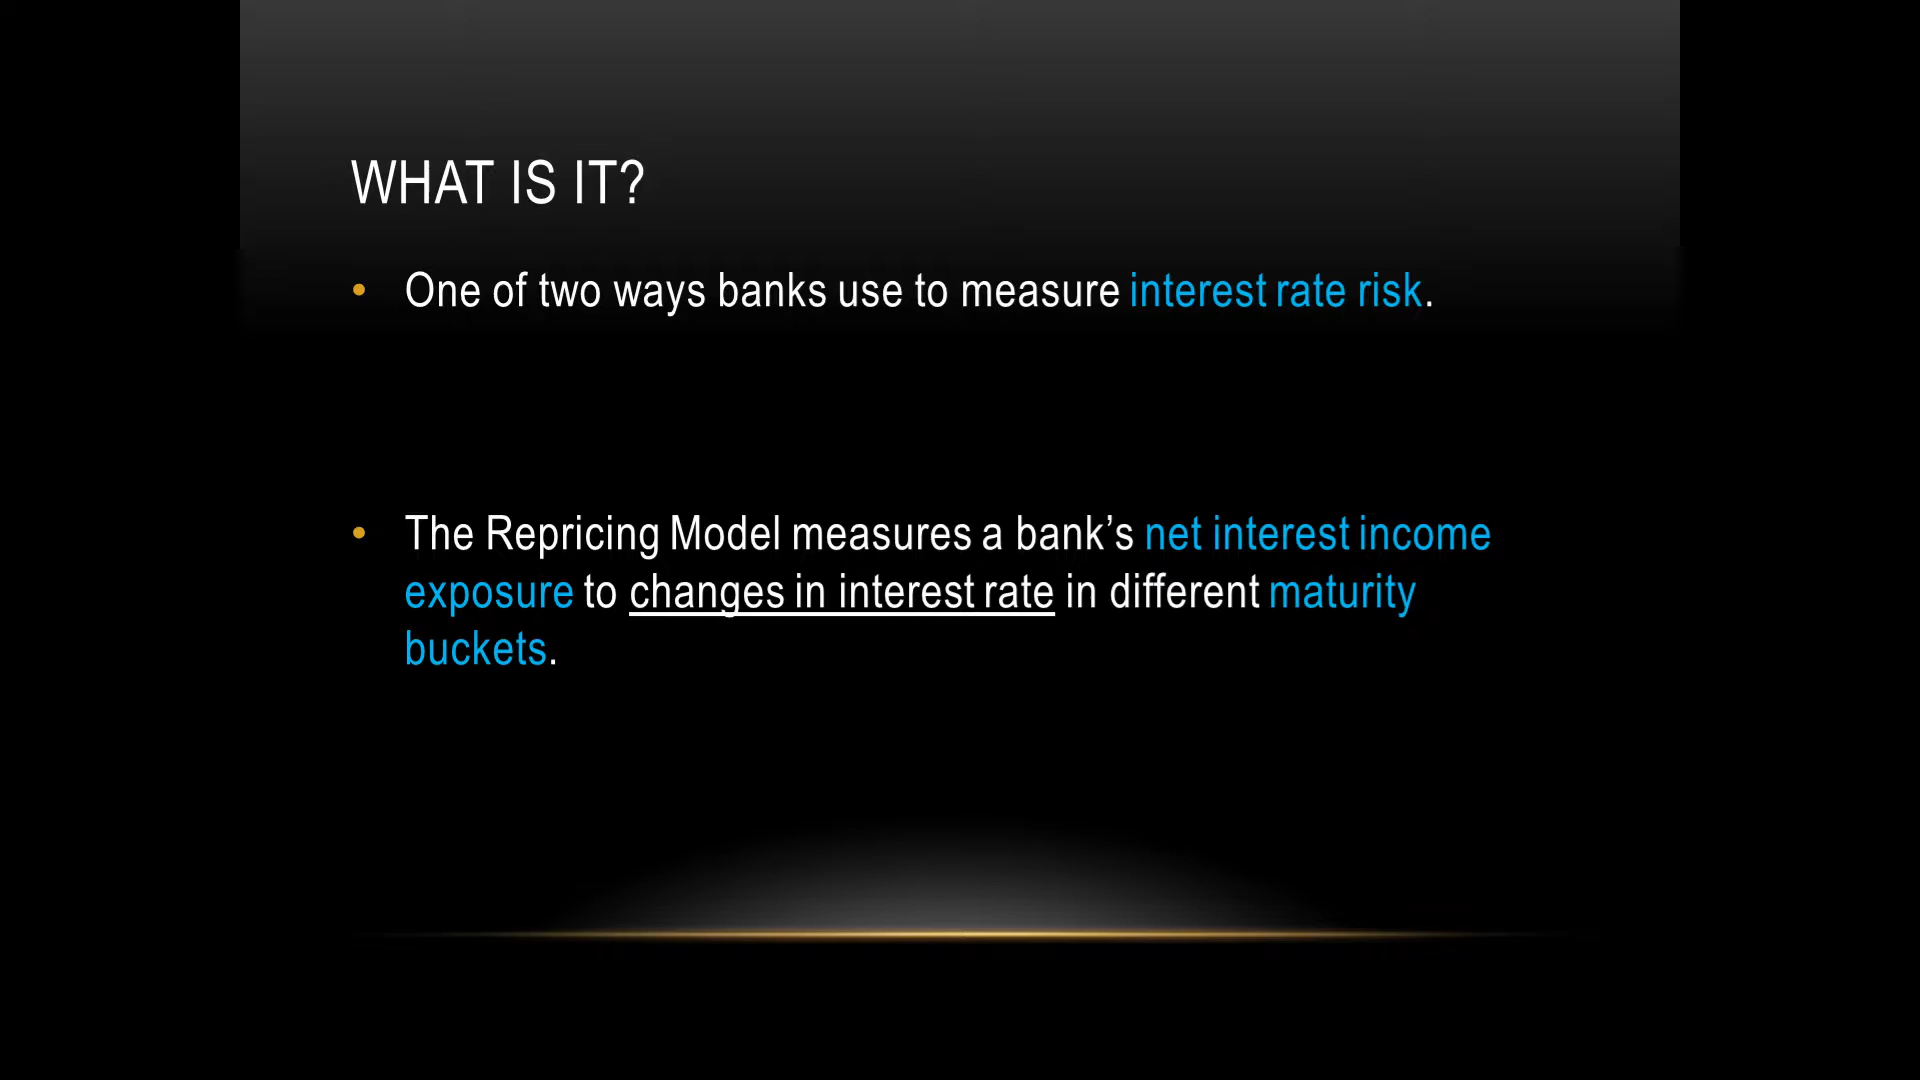 WHAT IS IT?
• One of two ways banks use to measure interest rate risk.
• The Repricing Model measures a bank’s net interest income
exposure to changes in interest rate in different maturity
buckets.